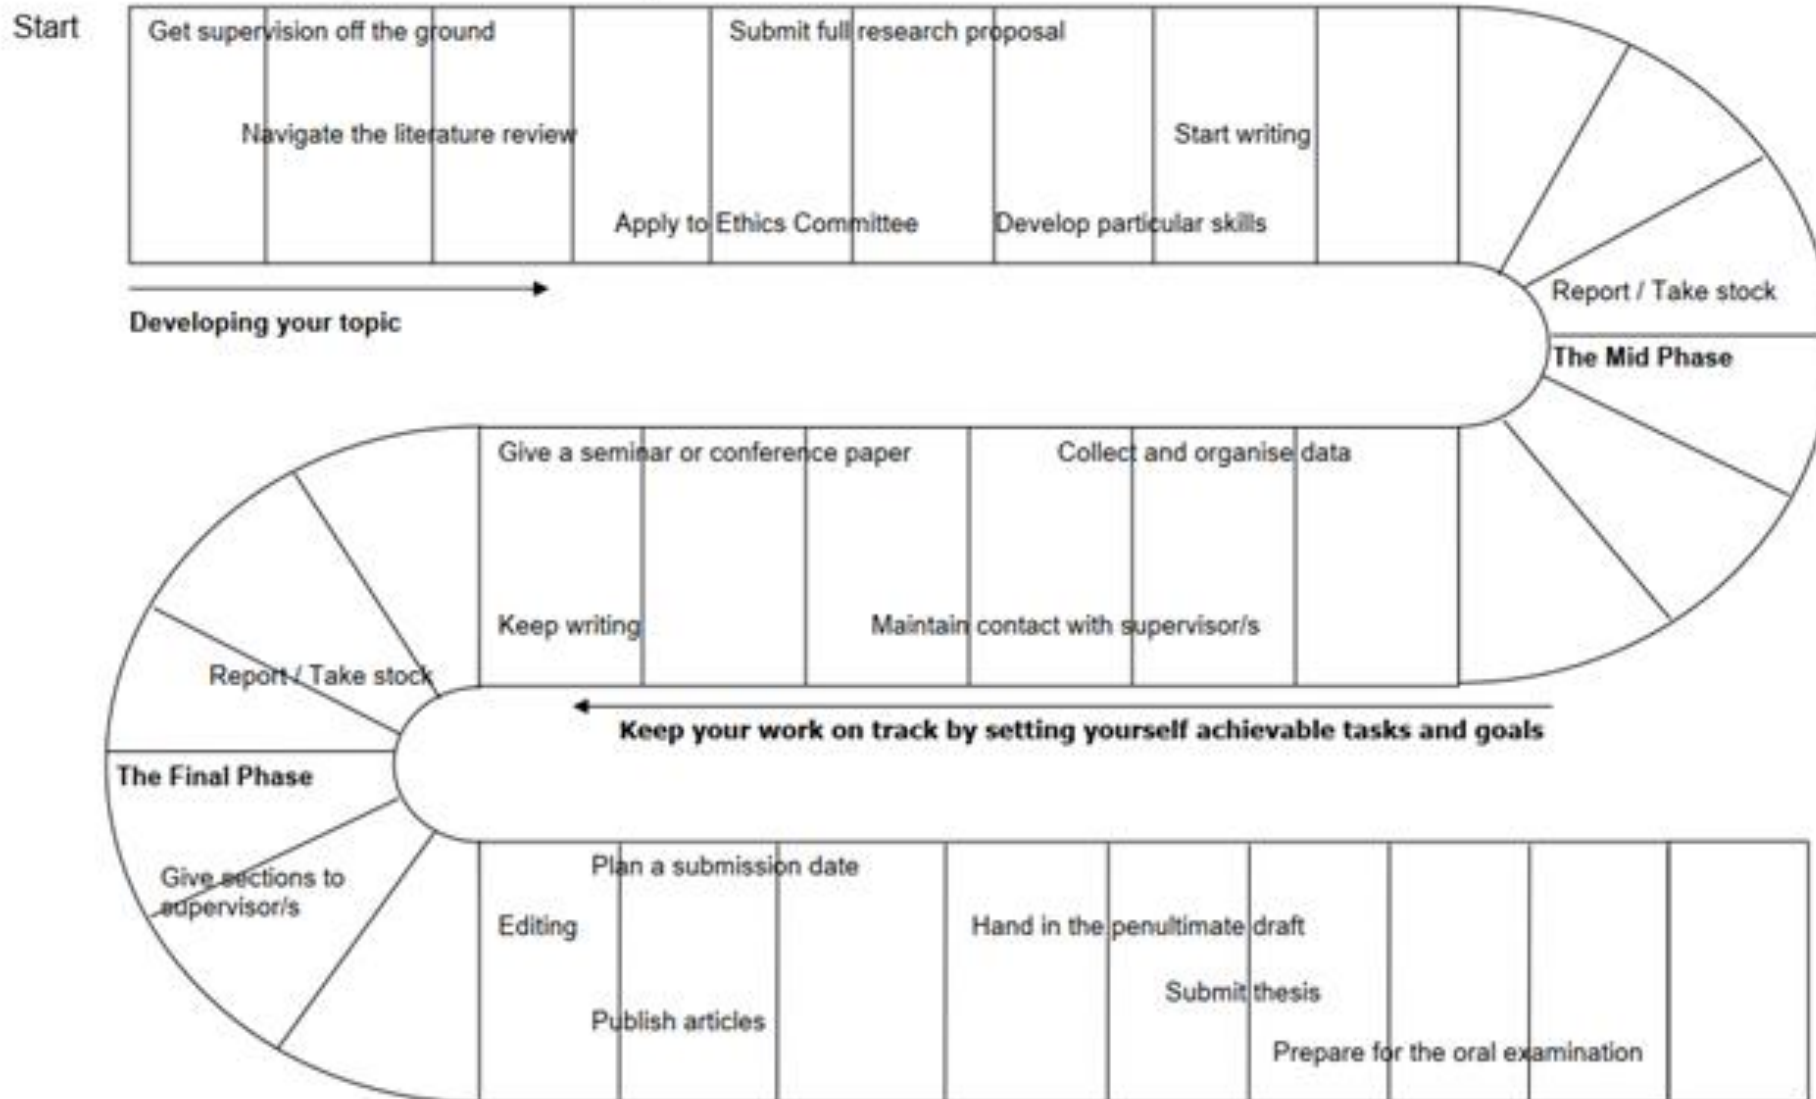 Start
Get supervision off the ground
Submit full research proposal
Navigate the literature review
Start writing
Apply to Ethics Committee
Develop particular skills
Report / Take stock
Developing your topic
The Mid Phase
Give a seminar or conference paper
Collect and organise data
Keep writing
Maintain contact with supervisor/s
Report / Take stock
Keep your work on track by setting yourself achievable tasks and goals
The Final Phase
Give sections to
supervisor/s
Plan a submission date
Editing
Hand in the penultimate draft
Submit thesis
Publish articles
Prepare for the oral examination